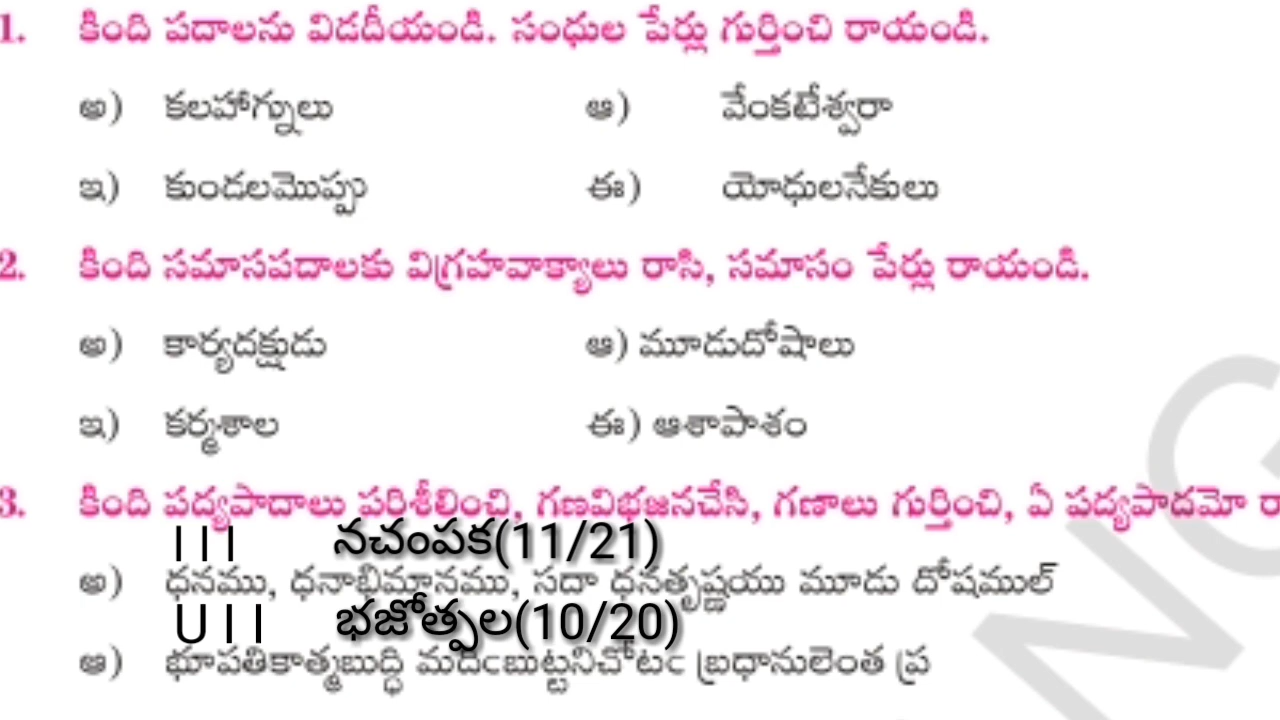 1. కింది పదాలను విడదీయండి. సంధుల పేర్లు గుర్తించి రాయండి.
అ) కలహాగ్నులు ఆ) వేంకటేశ్వరా
ఇ) కుండలమొప్పు ఈ) యోధులనేకులు
2. కింది సమాసపదాలకు విగ్రహవాక్యాలు రాసి, సమాసం పేర్లు రాయండి.
అ) కార్యదక్షుడు ఆ) మూడుదోషాలు
ఇ) కర్మశాల ఈ) ఆశాపాశం
3. కింది పద్యపాదాలు పరిశీలించి, గణవిభజనచేసి, గణాలు గుర్తించి, ఏ పద్యపాదమో రా
I I I నచంపక(11/21)
అ) ధనము, ధనాభిమానము, సదా ధనతృష్ణయు మూడు దోషముల్
U I I భజోత్పల(10/20)
ఆ) భూపతికాత్మబుద్ధి మదిఁబుట్టనిచోటఁ బ్రధానులెంత ప్ర
NG